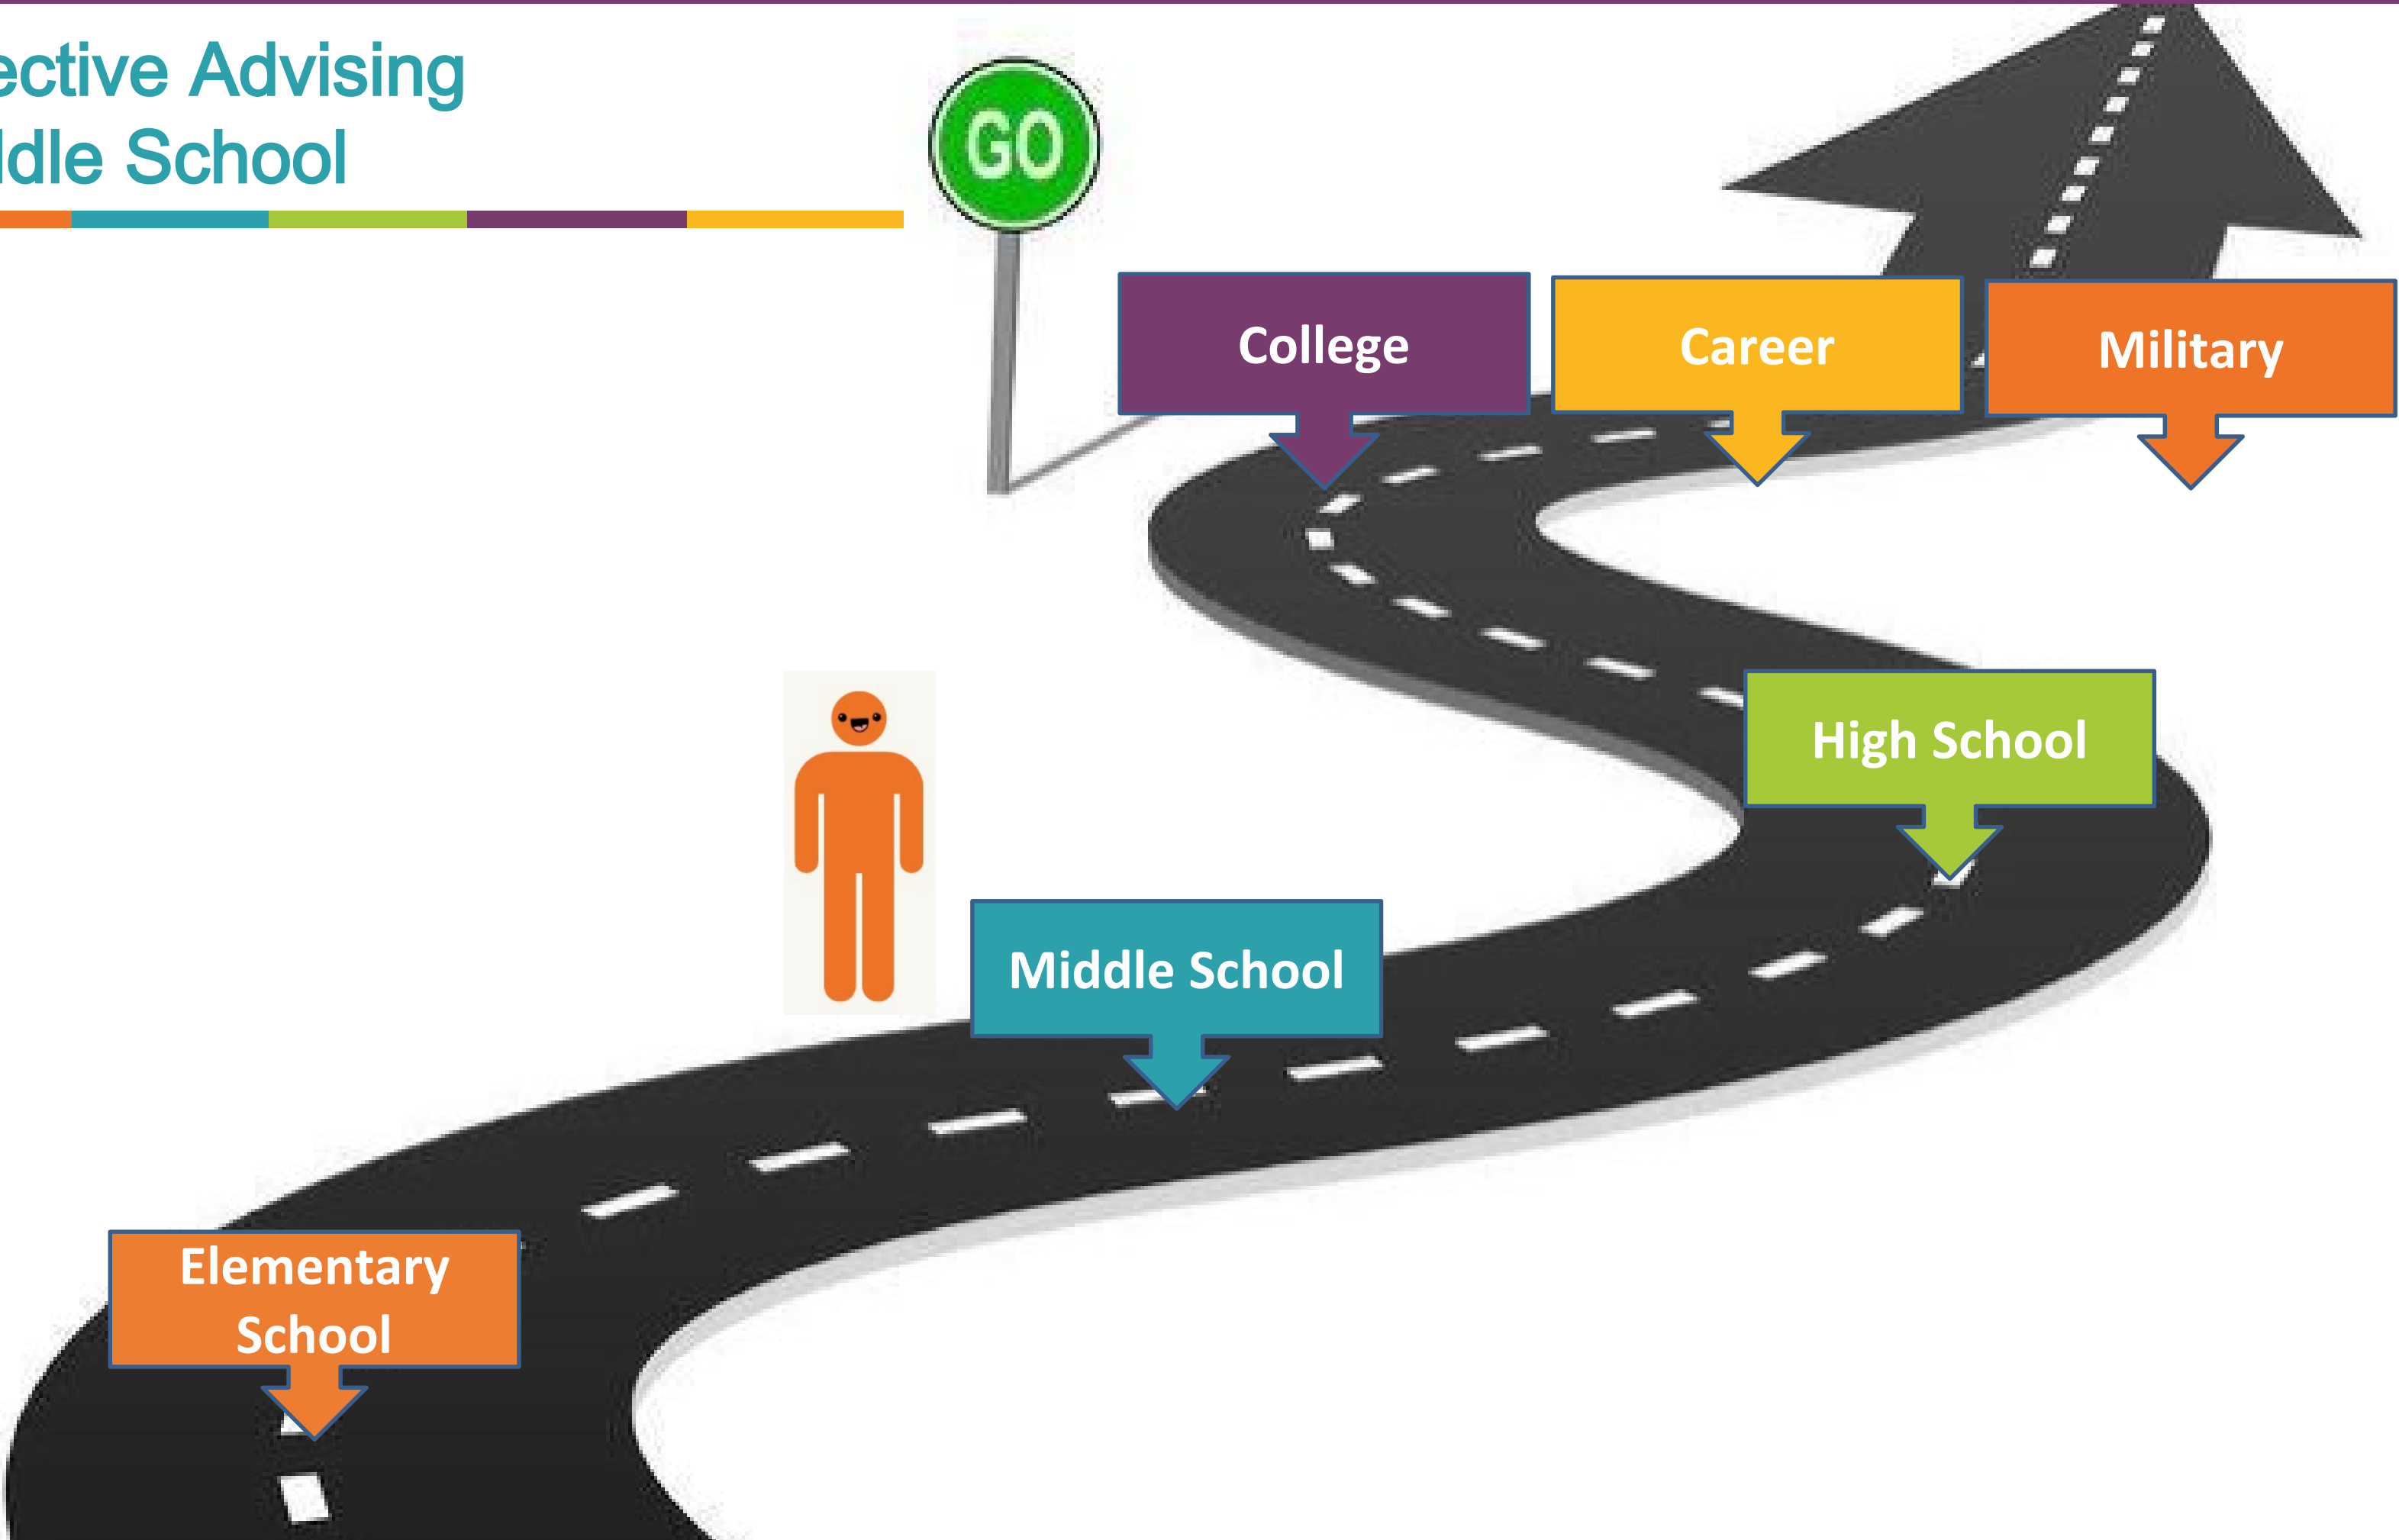 ective Advising
ddle School
GO
College
Career
Military
High School
Middle School
Elementary
School